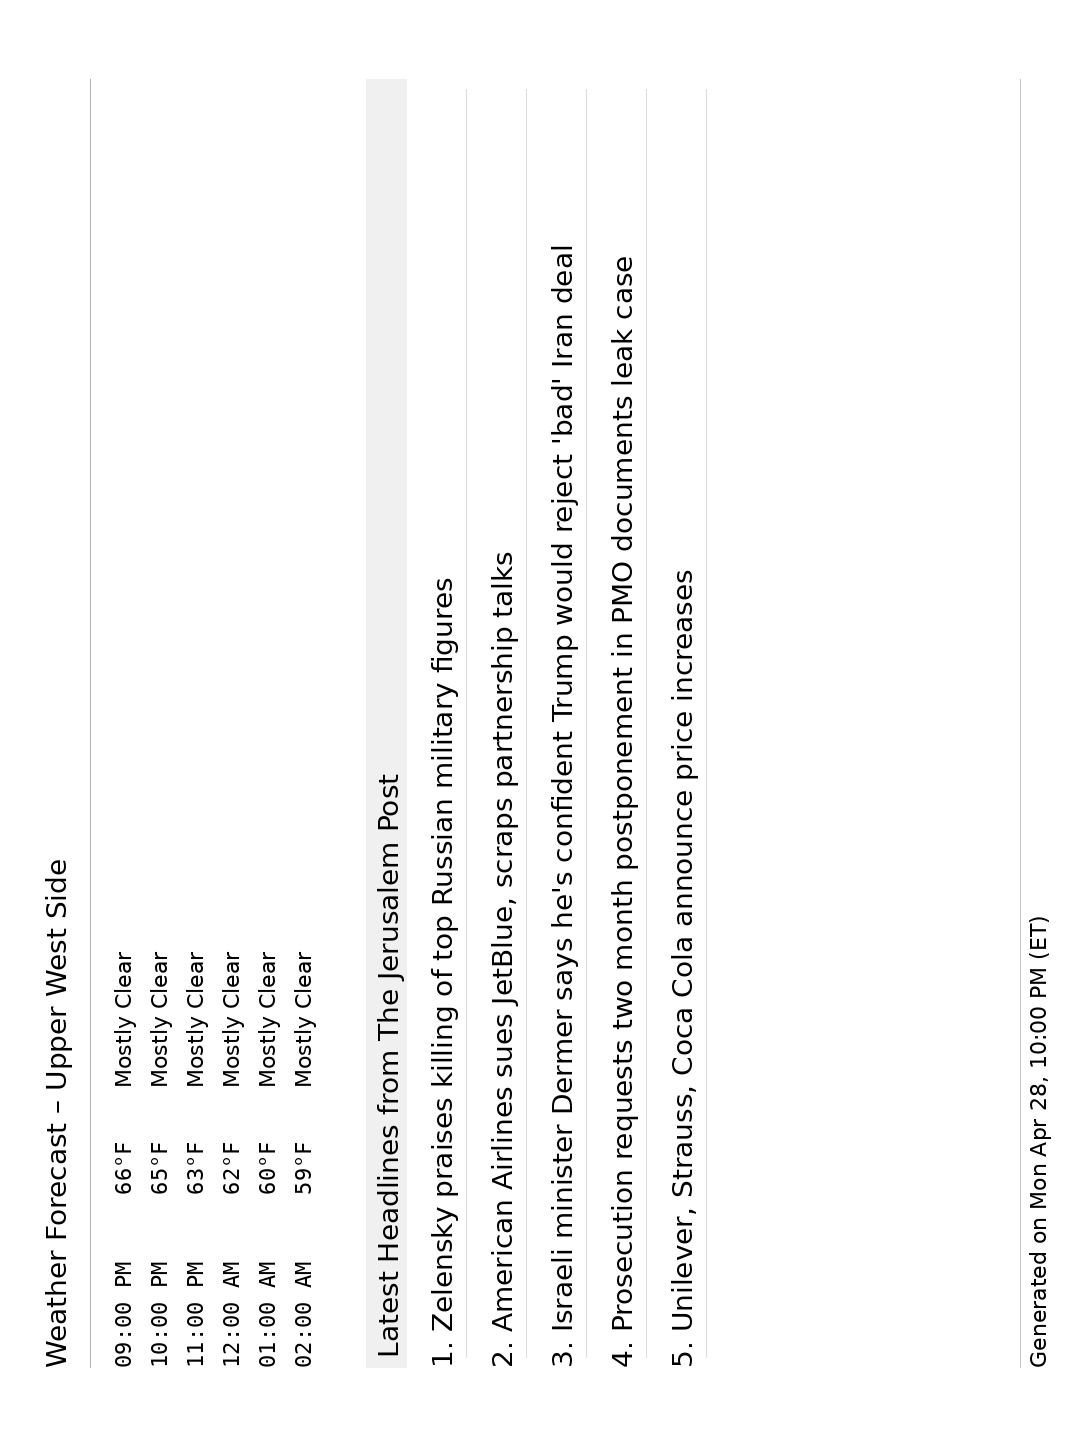 Weather Forecast – Upper West Side
09:00 PM 66°F Mostly Clear
10:00 PM 65°F Mostly Clear
11:00 PM 63°F Mostly Clear
12:00 AM 62°F Mostly Clear
01:00 AM 60°F Mostly Clear
02:00 AM 59°F Mostly Clear
Latest Headlines from The Jerusalem Post
1. Zelensky praises killing of top Russian military figures
2. American Airlines sues JetBlue, scraps partnership talks
3. Israeli minister Dermer says he's confident Trump would reject 'bad' Iran deal
4. Prosecution requests two month postponement in PMO documents leak case
5. Unilever, Strauss, Coca Cola announce price increases
Generated on Mon Apr 28, 10:00 PM (ET)